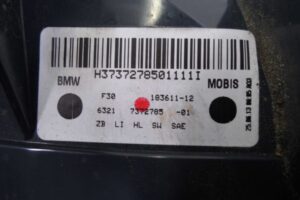 H3737278501111I
BMW
MOBIS
F30 183611-12
6321 7372785 -01
ZB LI HL SW SAE